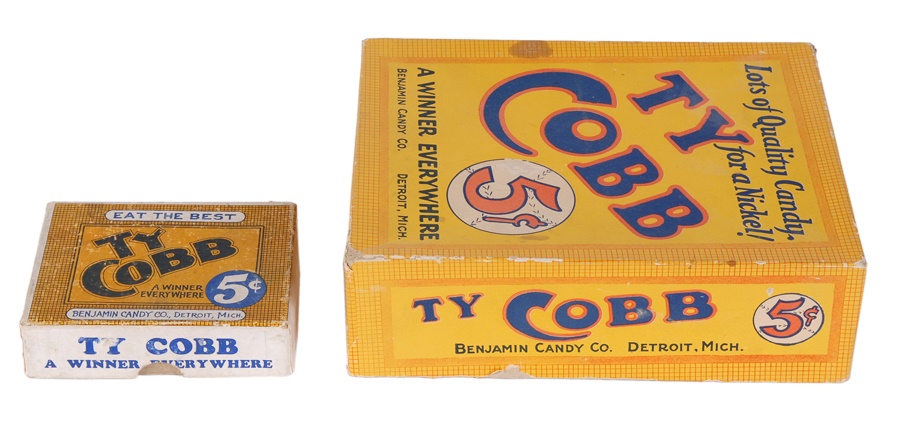 EAT THE BEST
TY
COBB
A WINNER
EVERYWHERE
5¢
BENJAMIN CANDY CO., DETROIT, MICH.
TY COBB
A WINNER EVERYWHERE
Lots of Quality Candy.
for a Nickel!
TY
COBB
5¢
A WINNER EVERYWHERE
BENJAMIN CANDY CO. DETROIT, MICH.
TY COBB 5¢
BENJAMIN CANDY CO. DETROIT, MICH.